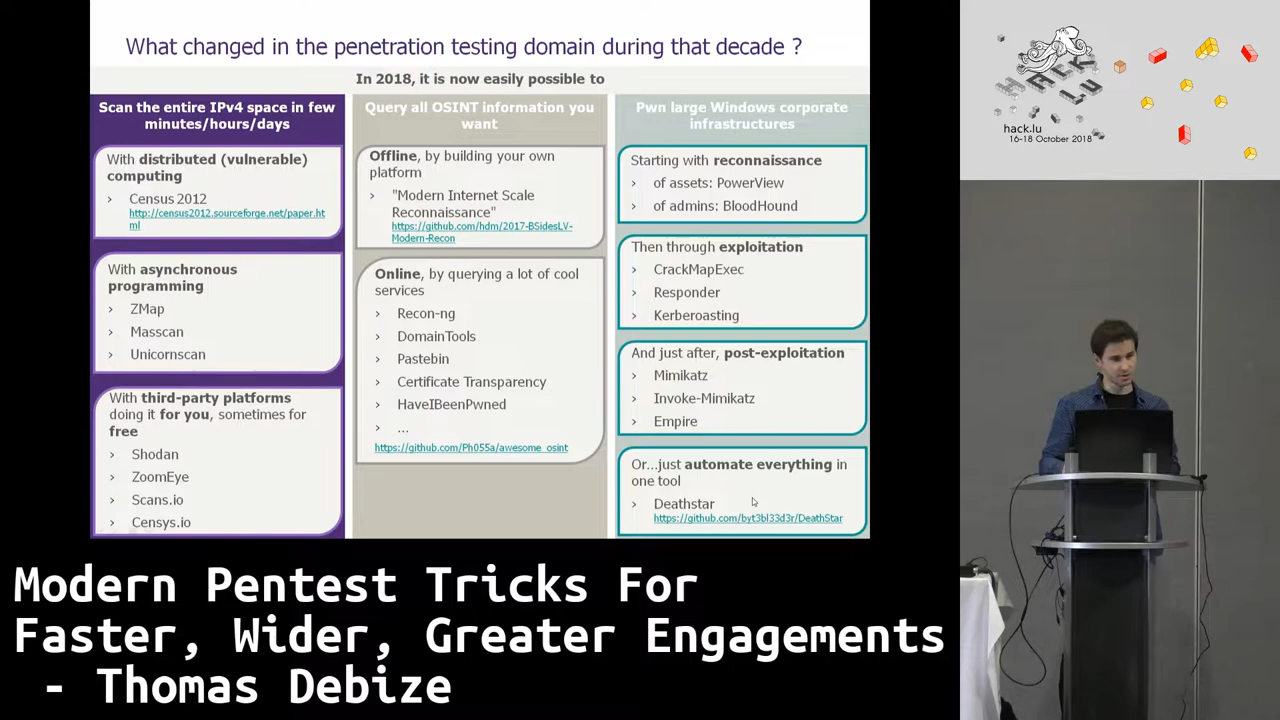 What changed in the penetration testing domain during that decade ?
In 2018, it is now easily possible to
Scan the entire IPv4 space in few
minutes/hours/days
With distributed (vulnerable)
computing
› Census 2012
http://census2012.sourceforge.net/paper.ht
ml
With asynchronous
programming
› ZMap
› Masscan
› Unicornscan
With third-party platforms
doing it for you, sometimes for
free
› Shodan
› ZoomEye
› Scans.io
› Censys.io
Query all OSINT information you
want
Offline, by building your own
platform
› "Modern Internet Scale
Reconnaissance"
https://github.com/hdm/2017-BSidesLV-
Modern-Recon
Online, by querying a lot of cool
services
› Recon-ng
› DomainTools
› Pastebin
› Certificate Transparency
› HaveIBeenPwned
› ...
https://github.com/Ph055a/awesome_osint
Pwn large Windows corporate
infrastructures
Starting with reconnaissance
› of assets: PowerView
› of admins: BloodHound
Then through exploitation
› CrackMapExec
› Responder
› Kerberoasting
And just after, post-exploitation
› Mimikatz
› Invoke-Mimikatz
› Empire
Or...just automate everything in
one tool
› Deathstar
https://github.com/byt3bl33d3r/DeathStar
HACK
LU
hack.lu
16-18 October 2018
Modern Pentest Tricks For
Faster, Wider, Greater Engagements
- Thomas Debize